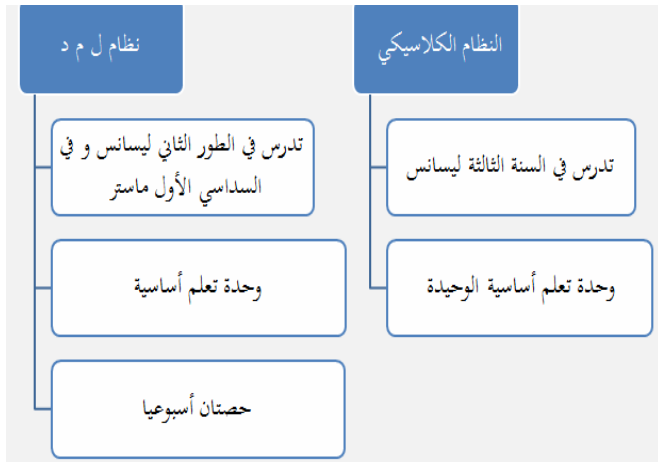 النظام الكلاسيكي
تدرس في السنة الثالثة ليسانس
وحدة تعلم أساسية الوحيدة
نظام ل م د
تدرس في الطور الثاني ليسانس و في
السداسي الأول ماستر
وحدة تعلم أساسية
حصتان أسبوعيا